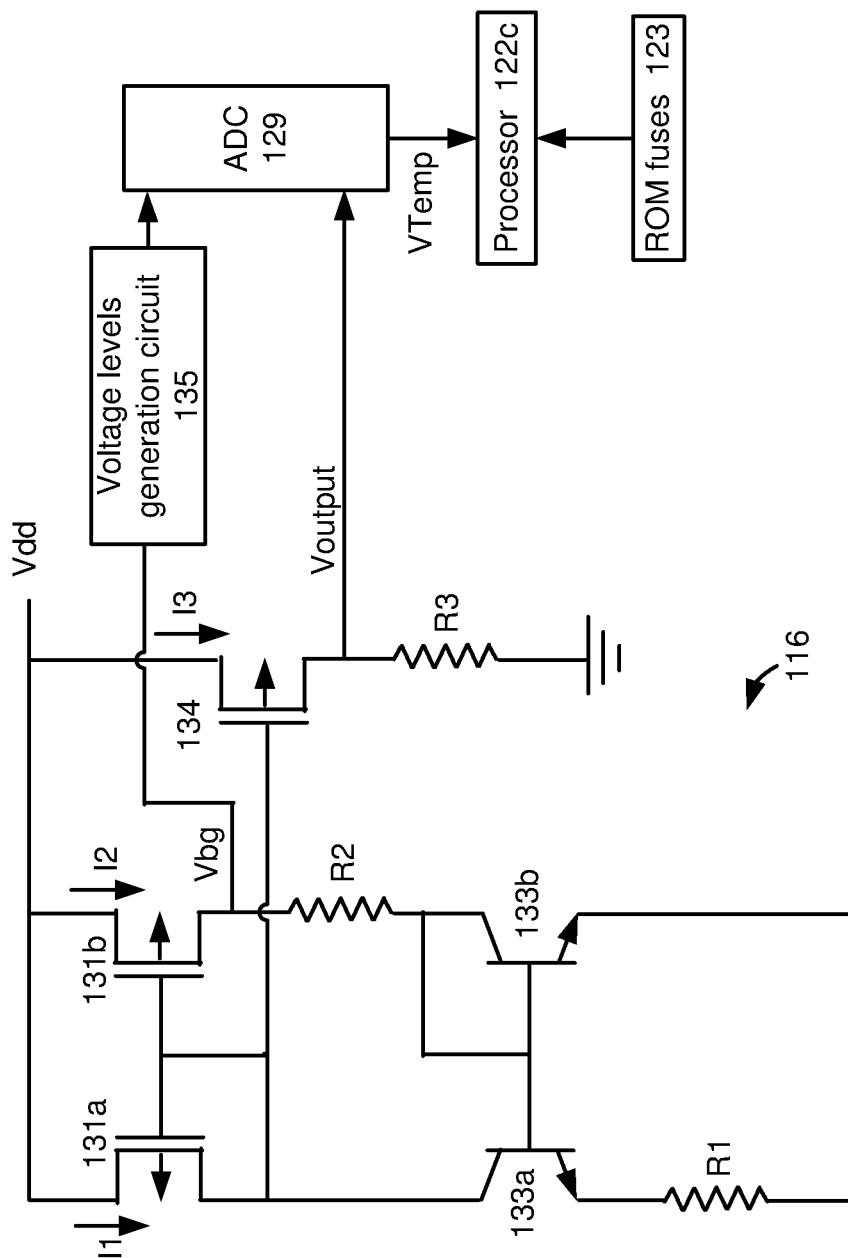 Vdd
I1
131a
131b
I2
134
I3
Vbg
Voltage levels
generation circuit
135
ADC
129
R2
Voutput
VTemp
133a
133b
R3
Processor 122c
R1
ROM fuses 123
116